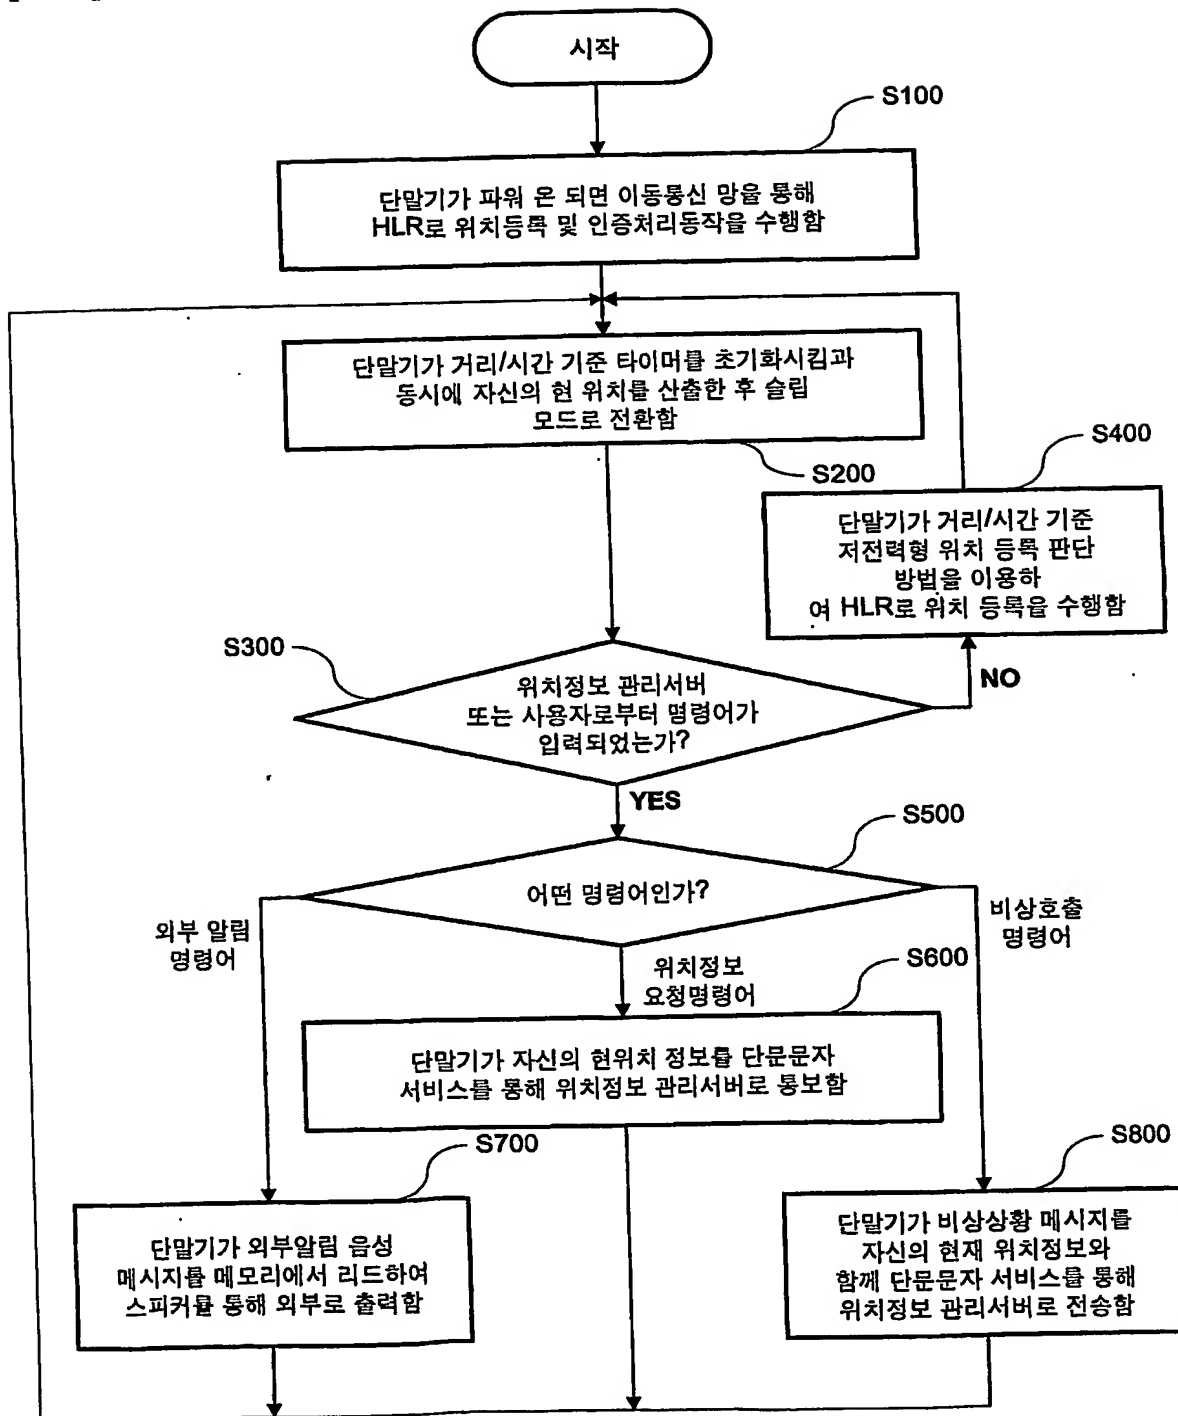 시작
S100
단말기가 파워 온 되면 이동통신 망을 통해
HLR로 위치등록 및 인증처리동작을 수행함
단말기가 거리/시간 기준 타이머를 초기화시킴과
동시에 자신의 현 위치를 산출한 후 슬립
모드로 전환함
S200
S400
단말기가 거리/시간 기준
저전력형 위치 등록 판단
방법을 이용하
여 HLR로 위치 등록을 수행함
S300
위치정보 관리서버
또는 사용자로부터 명령어가
입력되었는가?
NO
YES
S500
어떤 명령어인가?
외부 알림
명령어
위치정보
요청명령어
비상호출
명령어
S600
단말기가 자신의 현위치 정보를 단문문자
서비스를 통해 위치정보 관리서버로 통보함
S700
단말기가 외부알림 음성
메시지를 메모리에서 리드하여
스피커를 통해 외부로 출력함
S800
단말기가 비상상황 메시지를
자신의 현재 위치정보와
함께 단문문자 서비스를 통해
위치정보 관리서버로 전송함